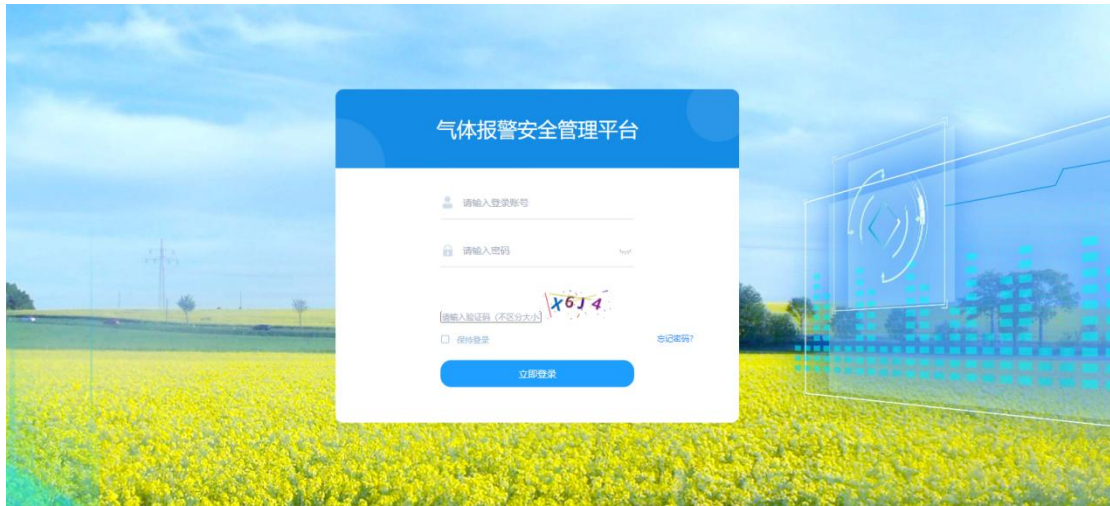 气体报警安全管理平台
请输入登录账号
请输入密码
X6J4
请输入验证码（不区分大小
保持登录
忘记密码?
立即登录